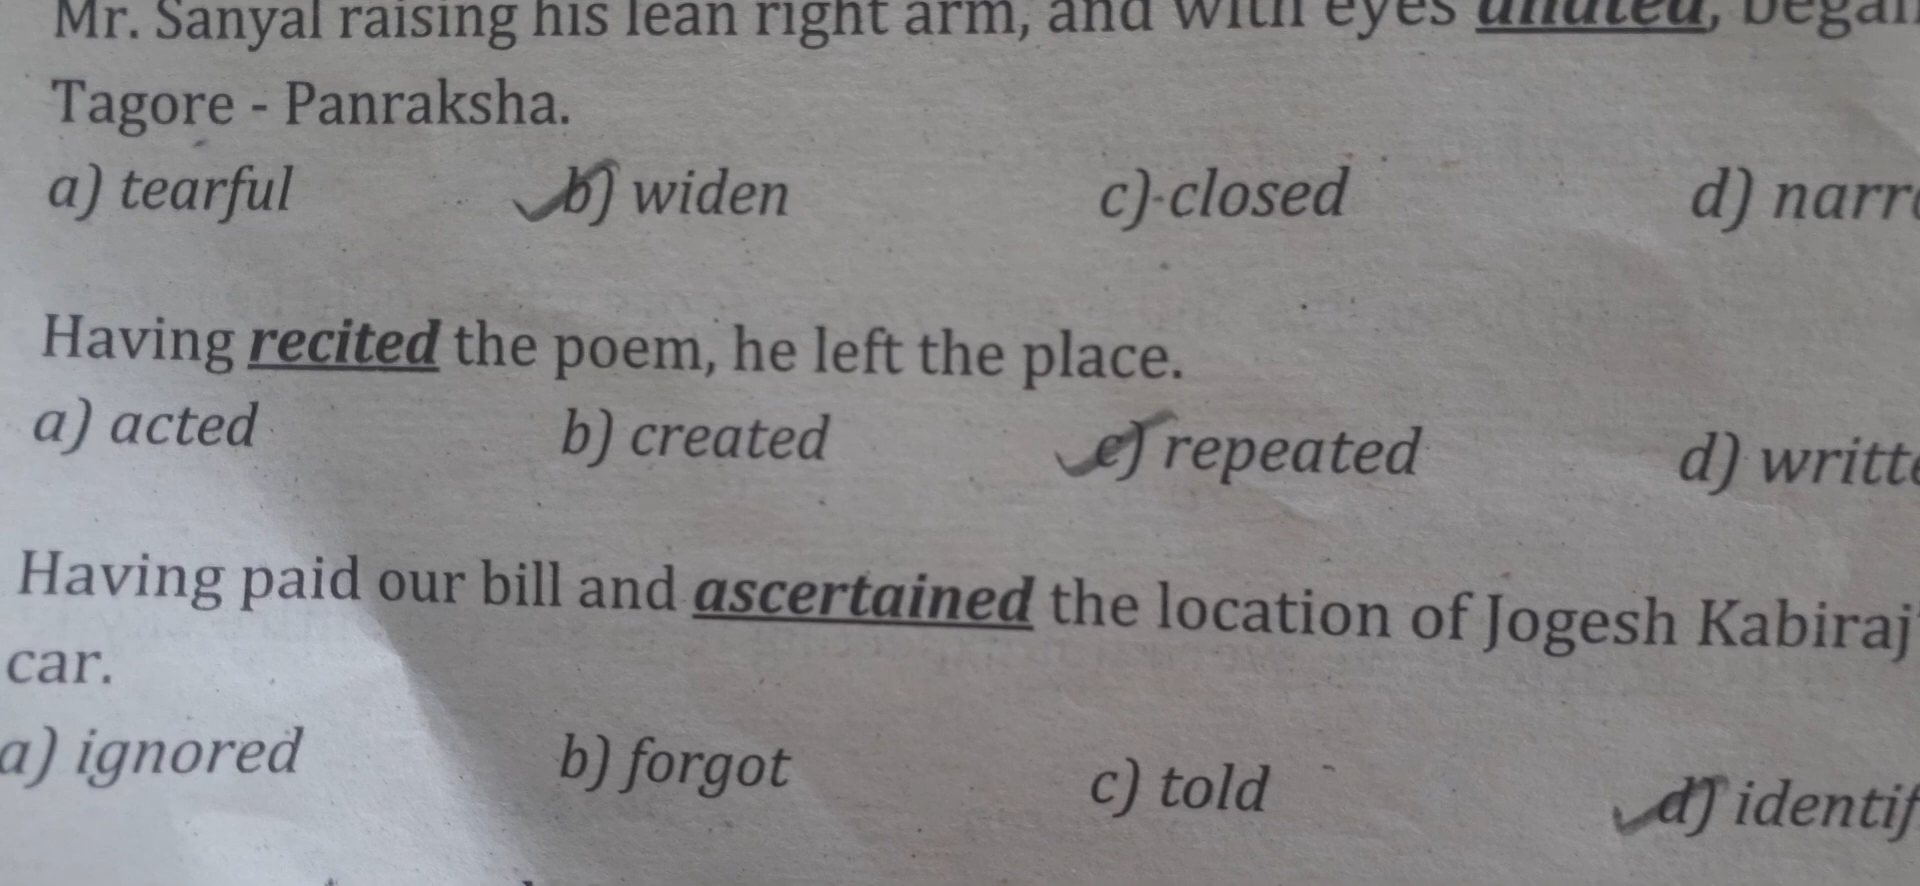 Mr. Sanyal raising his lean right arm, and with eyes dilated, began
Tagore - Panraksha.
a) tearful b) widen c) closed d)
Having recited the poem, he left the place.
a) acted b) created c) repeated d)
Having paid our bill and ascertained the location of Jogesh Kabiraj'
car.
a) ignored b) forgot c) told d)